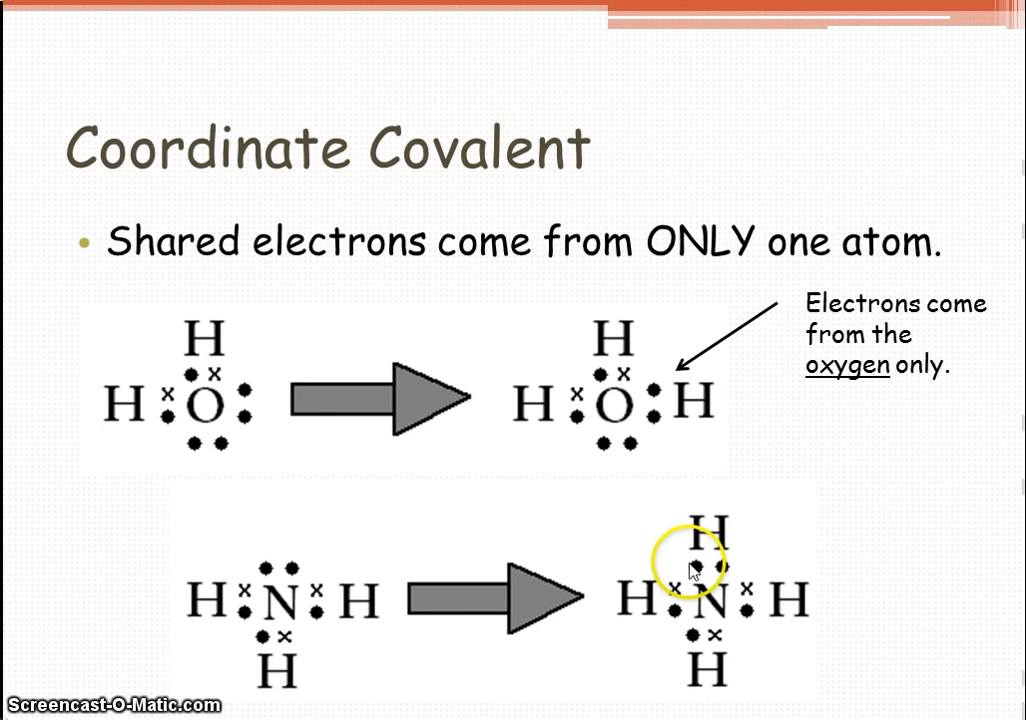 Coordinate Covalent
• Shared electrons come from ONLY one atom.
Electrons come
from the
oxygen only.
H H
H O H O H
H
H N H H N H
H H
Screencast-O-Matic.com